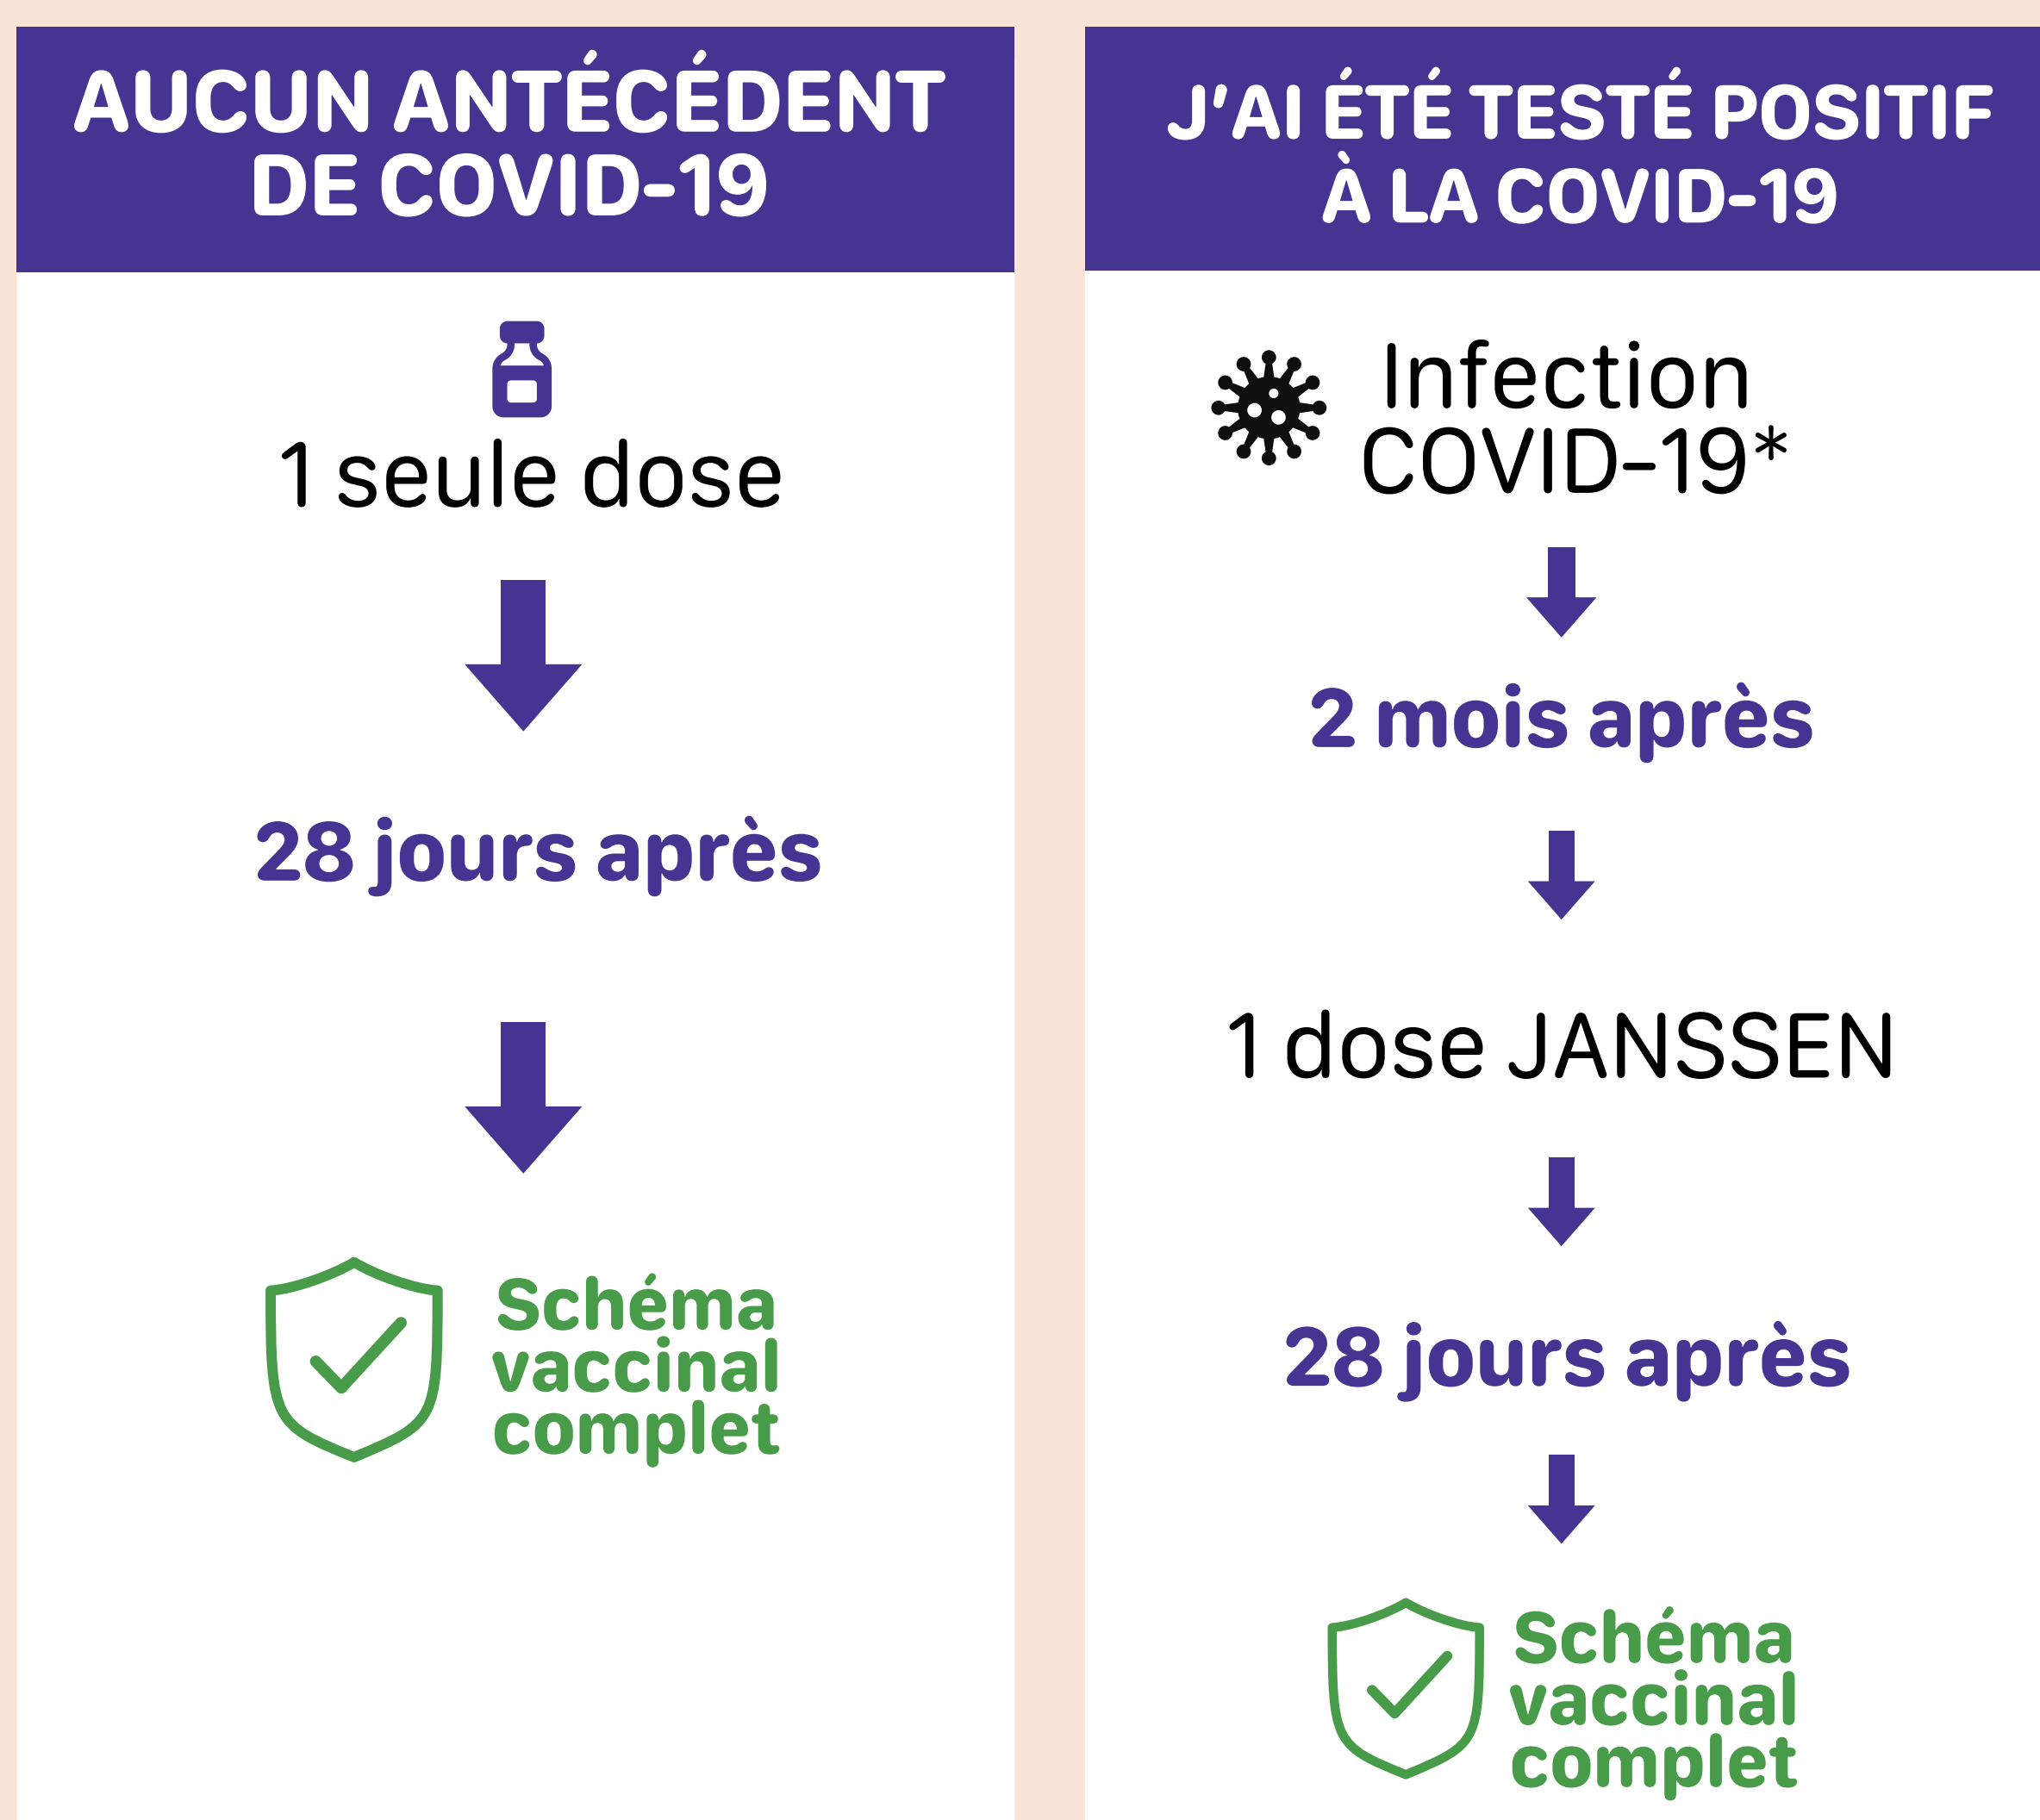 AUCUN ANTÉCÉDENT
DE COVID-19
1 seule dose
28 jours après
Schéma
vaccinal
complet
J'AI ÉTÉ TESTÉ POSITIF
À LA COVID-19
Infection
COVID-19*
2 mois après
1 dose JANSSEN
28 jours après
Schéma
vaccinal
complet